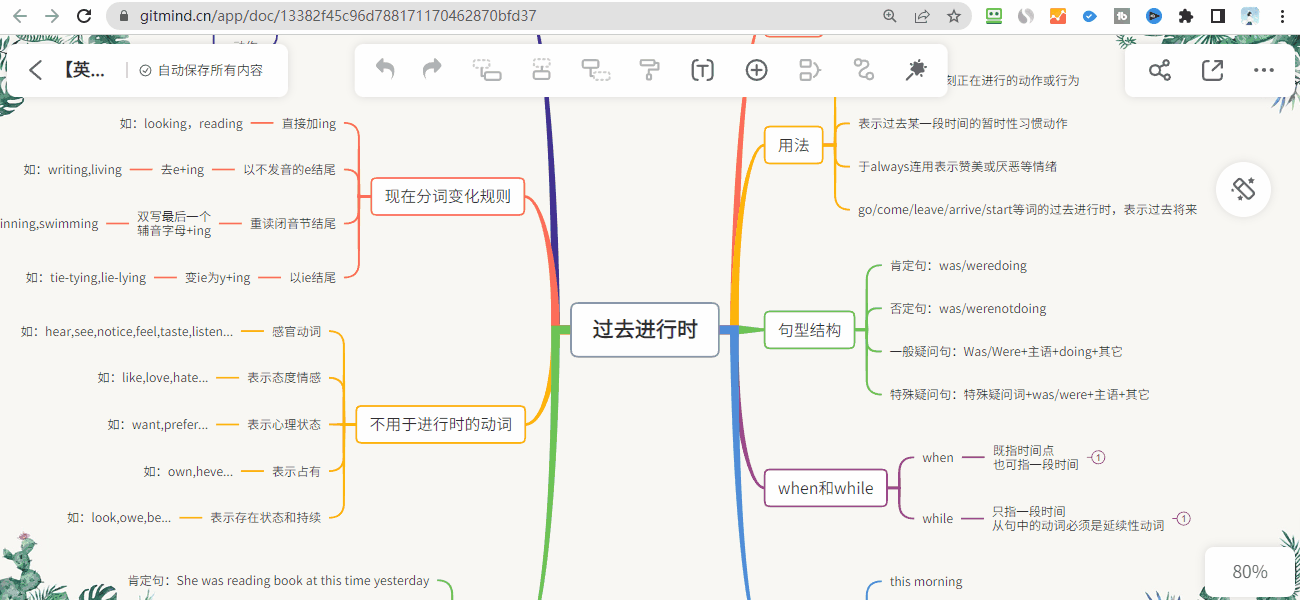 gitmind.cn/app/doc/13382f45c96d788171170462870bfd37
【英...
自动保存所有内容
刻正在进行的动作或行为
如：looking，reading
直接加ing
如：writing,living
去e+ing
以不发音的e结尾
inning,swimming
双写最后一个
辅音字母+ing
重读闭音节结尾
如：tie-tying,lie-lying
变ie为y+ing
以ie结尾
现在分词变化规则
如：hear,see,notice,feel,taste,listen...
感官动词
如：like,love,hate...
表示态度情感
如：want,prefer...
表示心理状态
如：own,heve...
表示占有
如：look,owe,be...
表示存在状态和持续
不用于进行时的动词
肯定句：She was reading book at this time yesterday
过去进行时
用法
表示过去某一段时间的暂时性习惯动作
于always连用表示赞美或厌恶等情绪
go/come/leave/arrive/start等词的过去进行时，表示过去将来
句型结构
肯定句：was/weredoing
否定句：was/werenotdoing
一般疑问句：Was/Were+主语+doing+其它
特殊疑问句：特殊疑问词+was/were+主语+其它
when和while
when
既指时间点
也可指一段时间
1
while
只指一段时间
从句中的动词必须是延续性动词
1
this morning
80%